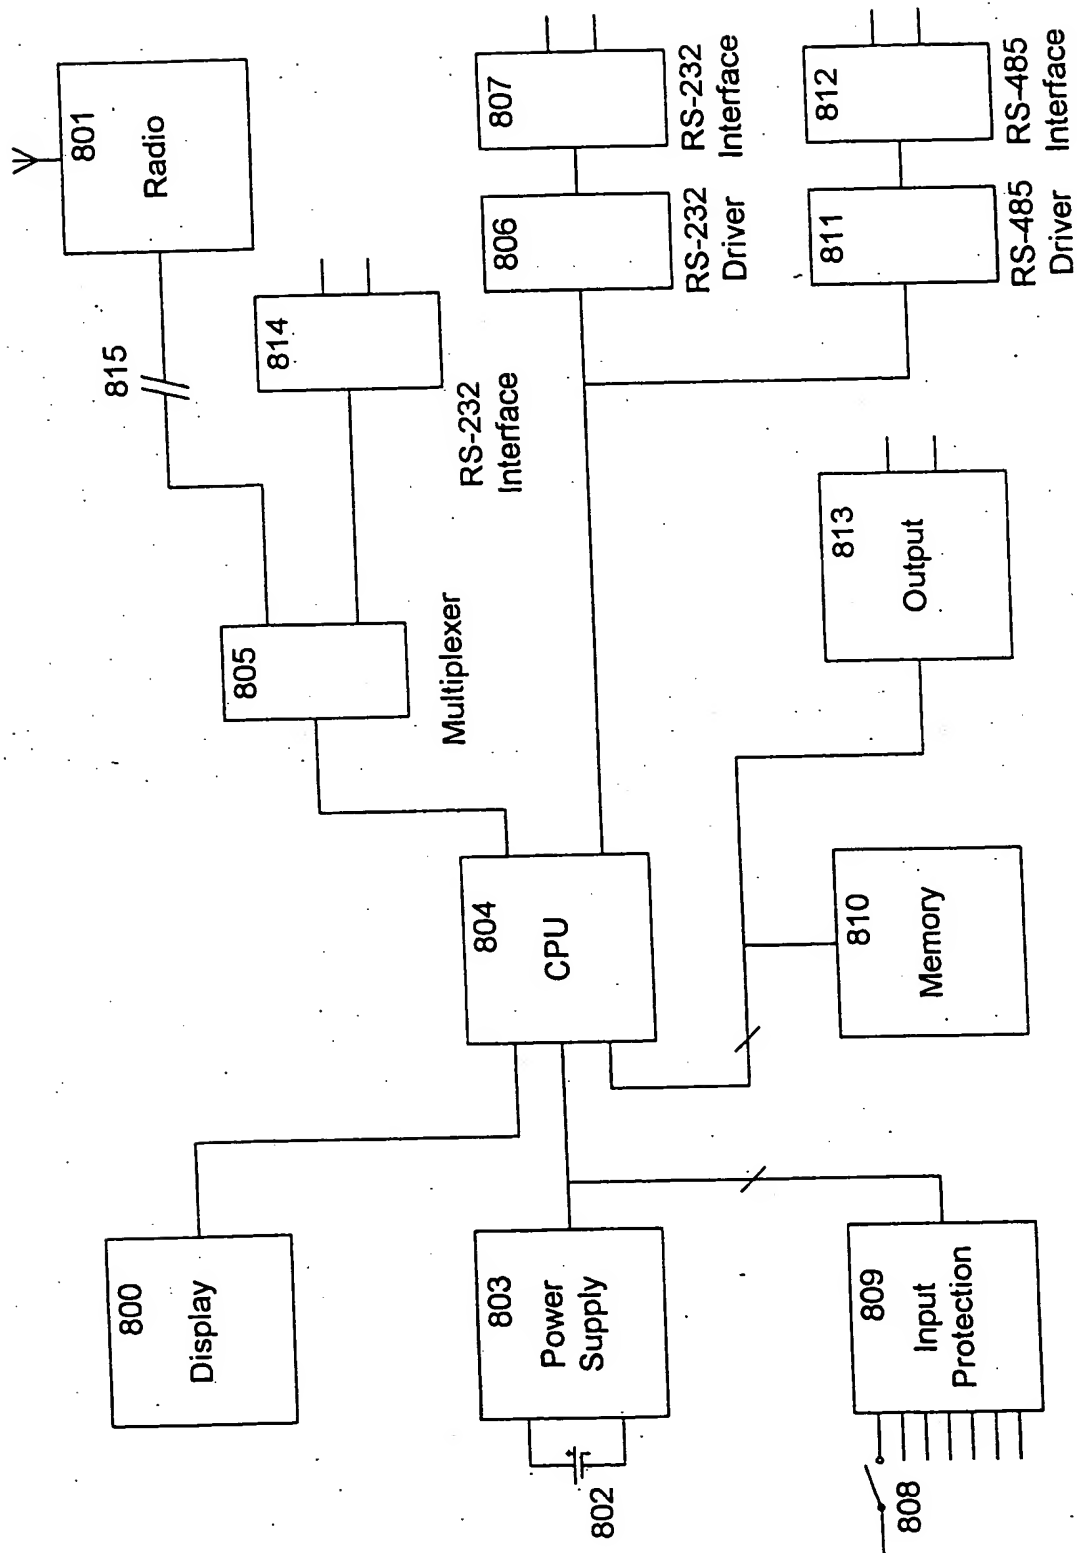 800
Display
802
803
Power
Supply
808
809
Input
Protection
804
CPU
810
Memory
805
Multiplexer
813
Output
815
801
Radio
814
RS-232
Interface
806
RS-232
Driver
807
RS-232
Interface
811
RS-485
Driver
812
RS-485
Interface